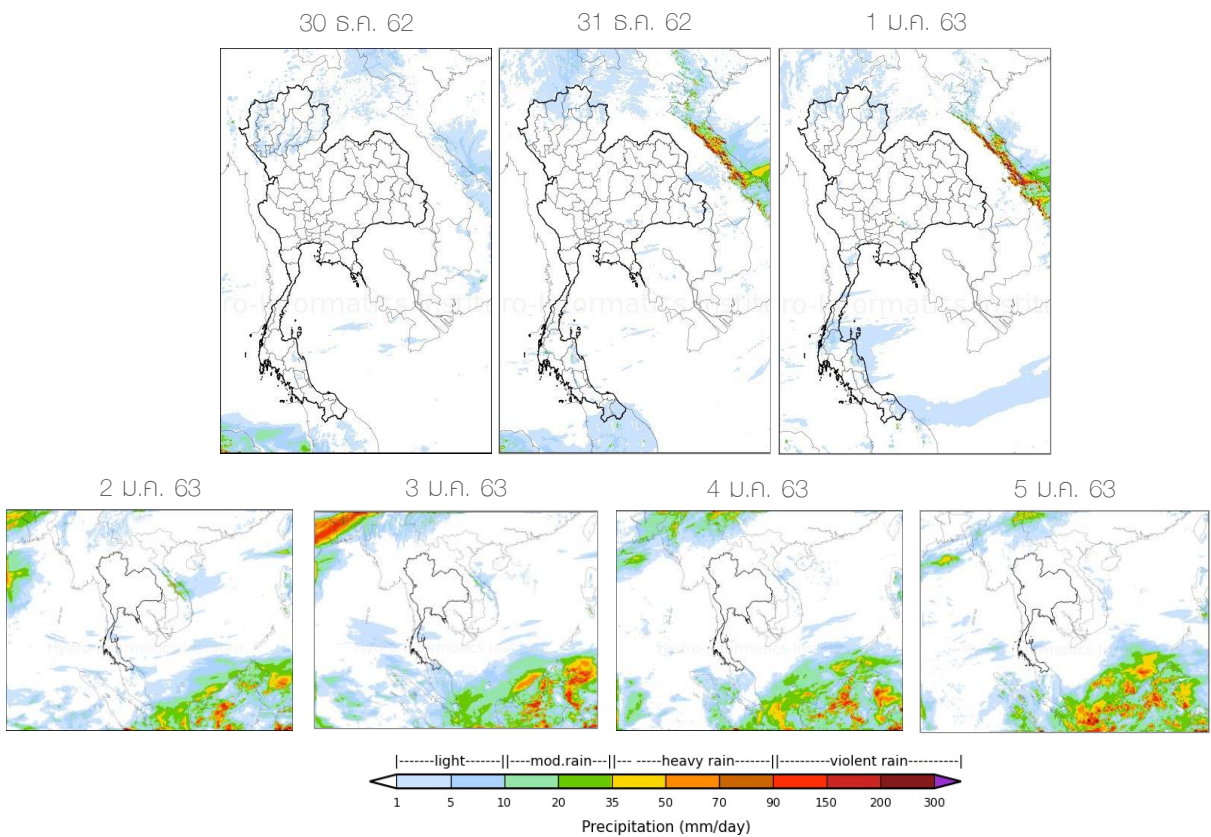 30 ธ.ค. 62
31 ธ.ค. 62
1 ม.ค. 63
2 ม.ค. 63
3 ม.ค. 63
4 ม.ค. 63
5 ม.ค. 63
|------light------||---mod.rain---||--- -----heavy rain-------||-------violent rain-------|
1 5 10 20 35 50 70 90 150 200 300
Precipitation (mm/day)